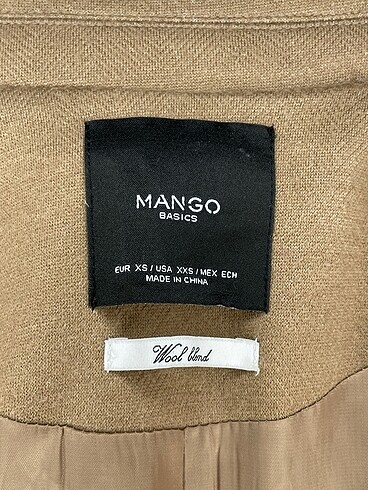 MANGO
BASICS
EUR XS / USA XXS / MEX ECH
MADE IN CHINA
Wool blend